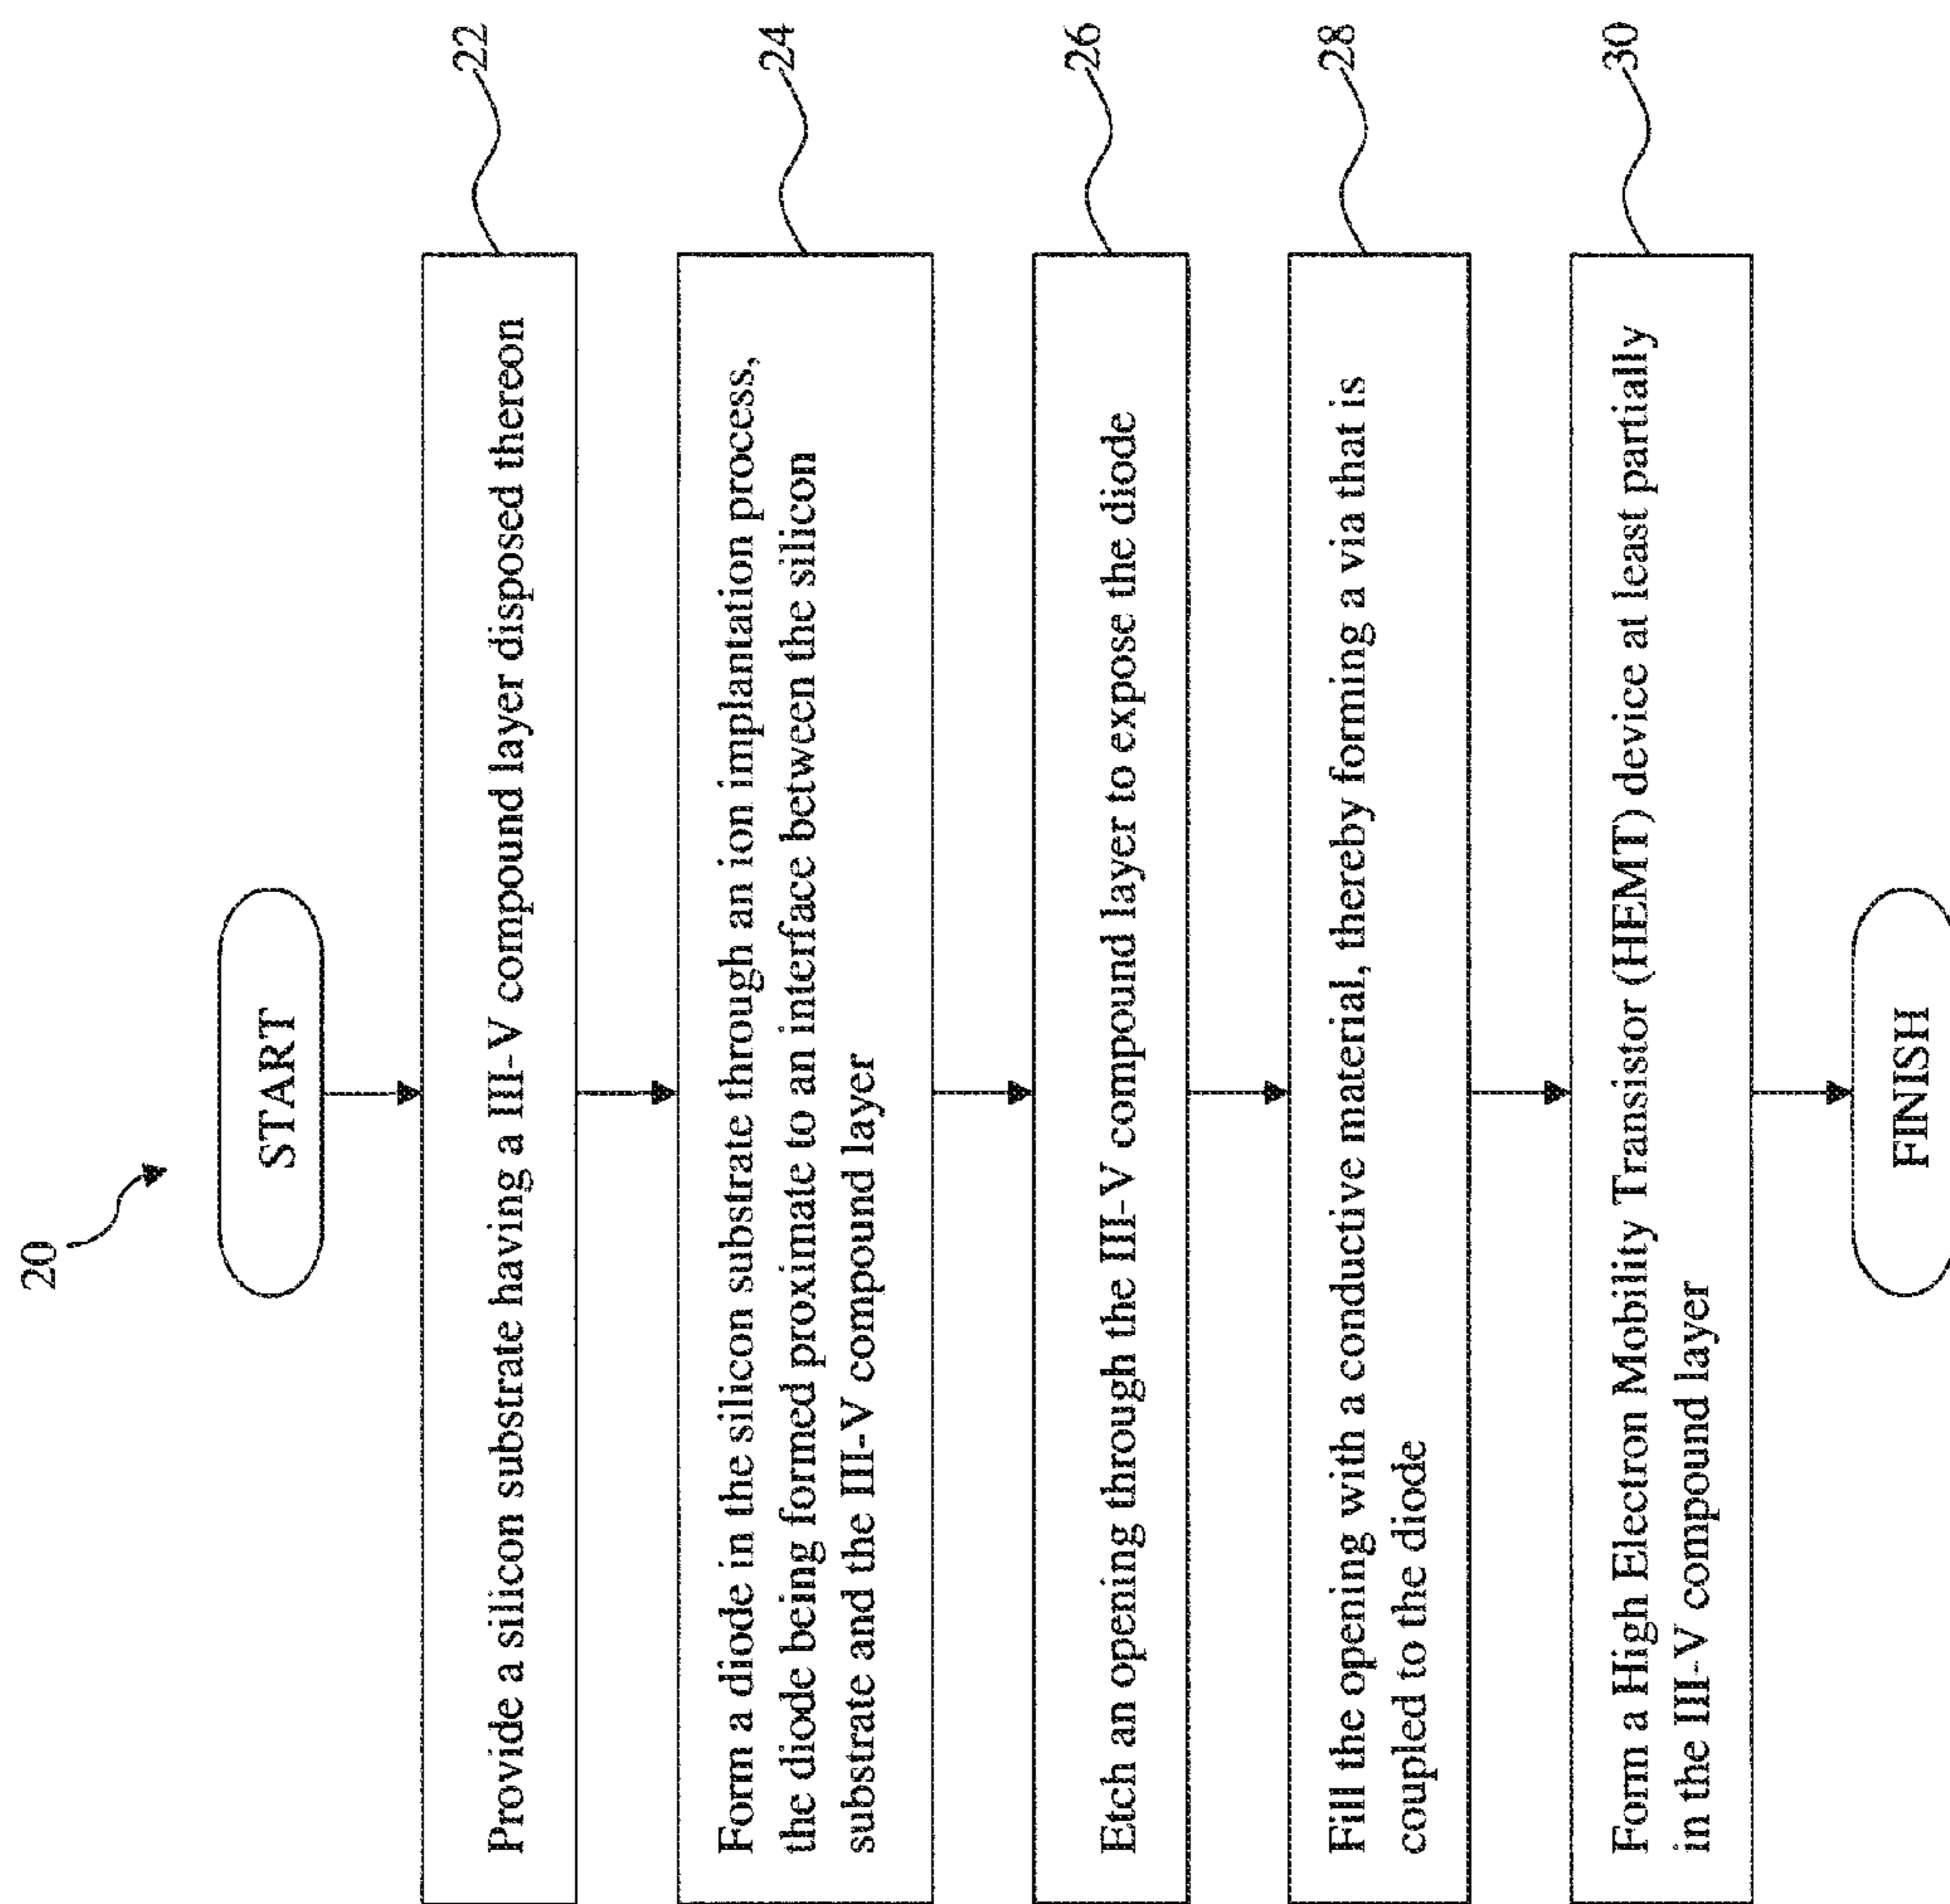 20
START
Provide a silicon substrate having a III-V compound layer disposed thereon
22
Form a diode in the silicon substrate through an ion implantation process,
the diode being formed proximate to an interface between the silicon
substrate and the III-V compound layer
24
Etch an opening through the III-V compound layer to expose the diode
26
Fill the opening with a conductive material, thereby forming a via that is
coupled to the diode
28
Form a High Electron Mobility Transistor (HEMT) device at least partially
in the III-V compound layer
30
FINISH